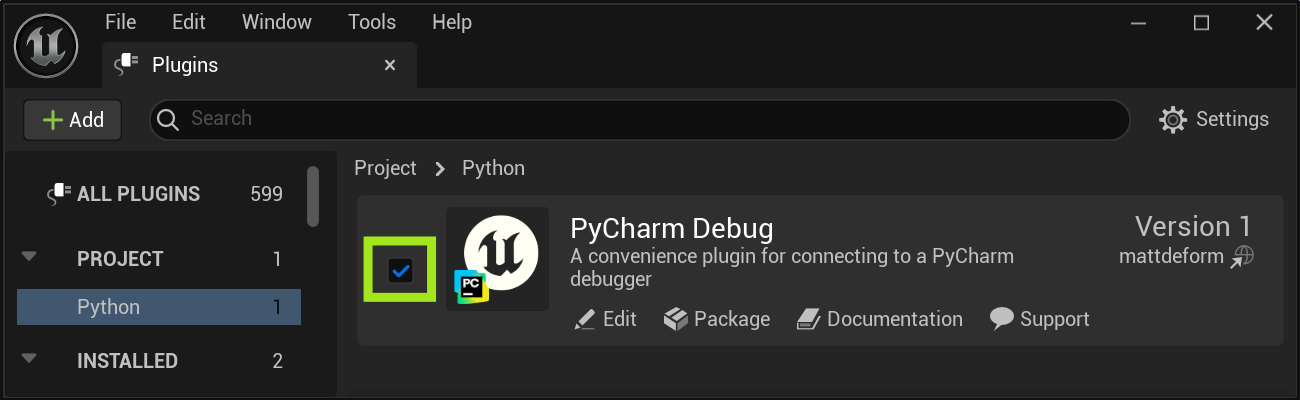 File Edit Window Tools Help
Plugins
Add
Search
Settings
ALL PLUGINS 599
PROJECT 1
Python 1
INSTALLED 2
Project > Python
PC
PyCharm Debug
Version 1
A convenience plugin for connecting to a PyCharm
debugger
mattdeform
Edit Package Documentation Support